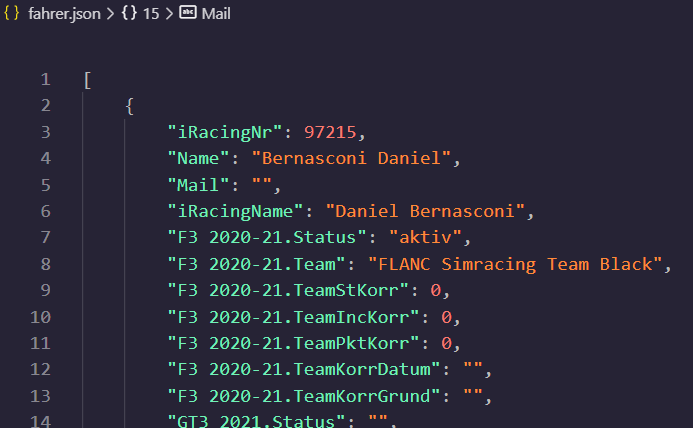 {} fahrer.json > {} 15 > abc Mail
1 [
2 {
3 "iRacingNr": 97215,
4 "Name": "Bernasconi Daniel",
5 "Mail": "",
6 "iRacingName": "Daniel Bernasconi",
7 "F3 2020-21.Status": "aktiv",
8 "F3 2020-21.Team": "FLANC Simracing Team Black",
9 "F3 2020-21.TeamStKorr": 0,
10 "F3 2020-21.TeamIncKorr": 0,
11 "F3 2020-21.TeamPktKorr": 0,
12 "F3 2020-21.TeamKorrDatum": "",
13 "F3 2020-21.TeamKorrGrund": "",
14 "GT3 2021.Status": "",